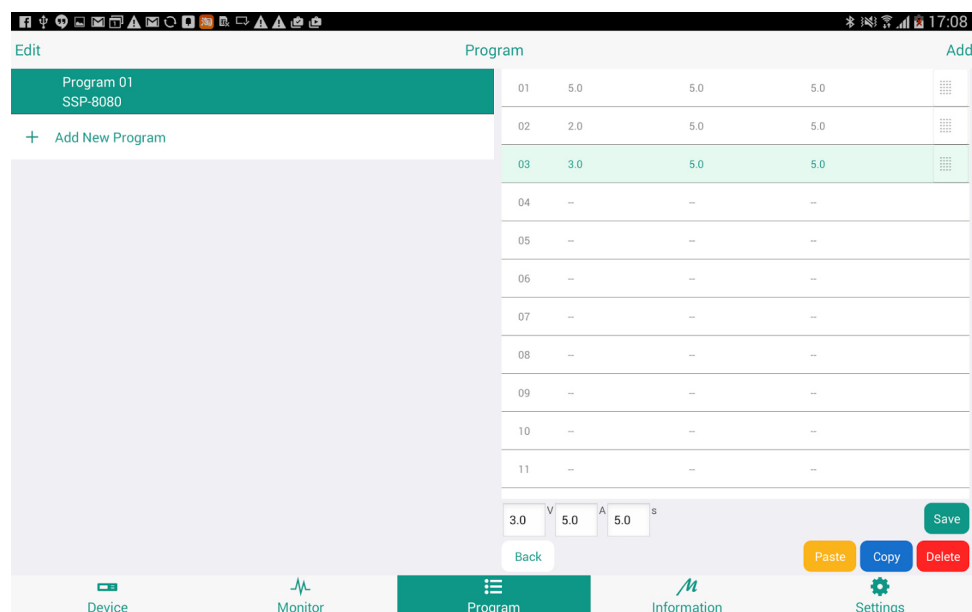 17:08
Edit Program Add
Program 01
SSP-8080
+ Add New Program
01 5.0 5.0 5.0
02 2.0 5.0 5.0
03 3.0 5.0 5.0
04 -- -- --
05 -- -- --
06 -- -- --
07 -- -- --
08 -- -- --
09 -- -- --
10 -- -- --
11 -- -- --
3.0 V 5.0 A 5.0 s Save
Back Paste Copy Delete
Device Monitor Program Information Settings